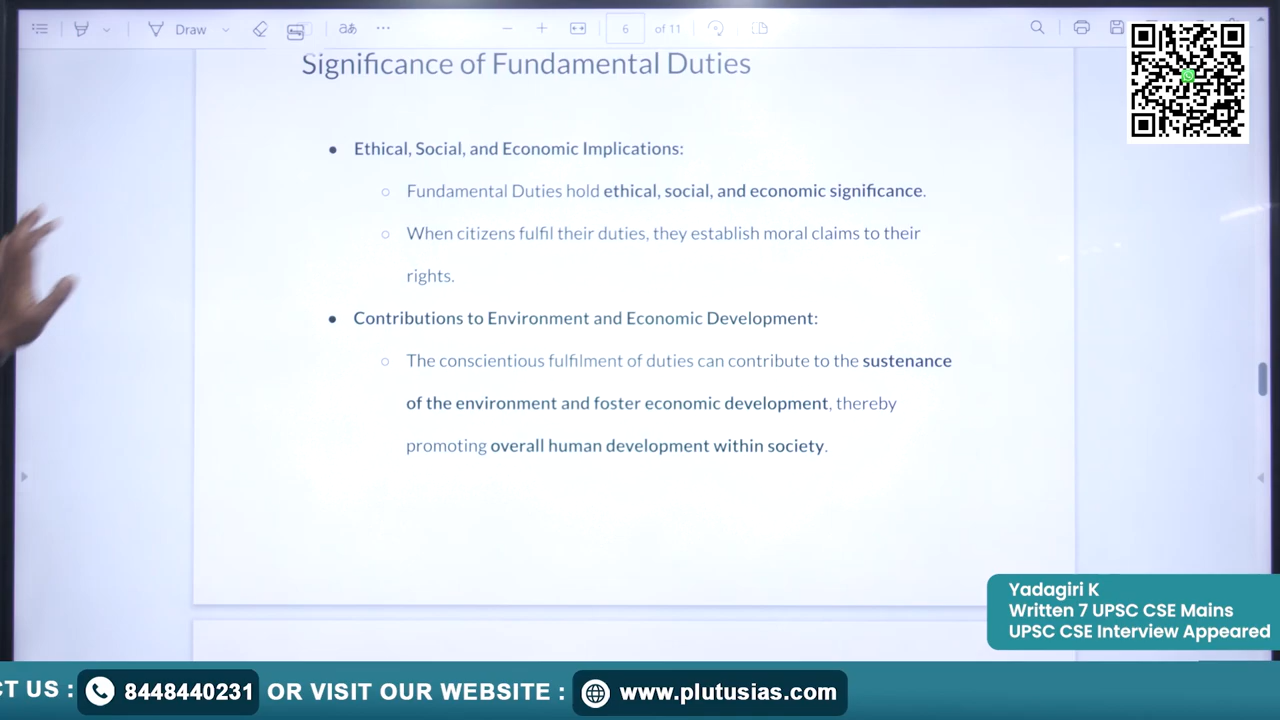 Draw
aあ
6 of 11
Significance of Fundamental Duties
• Ethical, Social, and Economic Implications:
○ Fundamental Duties hold ethical, social, and economic significance.
○ When citizens fulfil their duties, they establish moral claims to their
rights.
• Contributions to Environment and Economic Development:
○ The conscientious fulfilment of duties can contribute to the sustenance
of the environment and foster economic development, thereby
promoting overall human development within society.
Yadagiri K
Written 7 UPSC CSE Mains
UPSC CSE Interview Appeared
CT US : 8448440231 OR VISIT OUR WEBSITE : www.plutusias.com